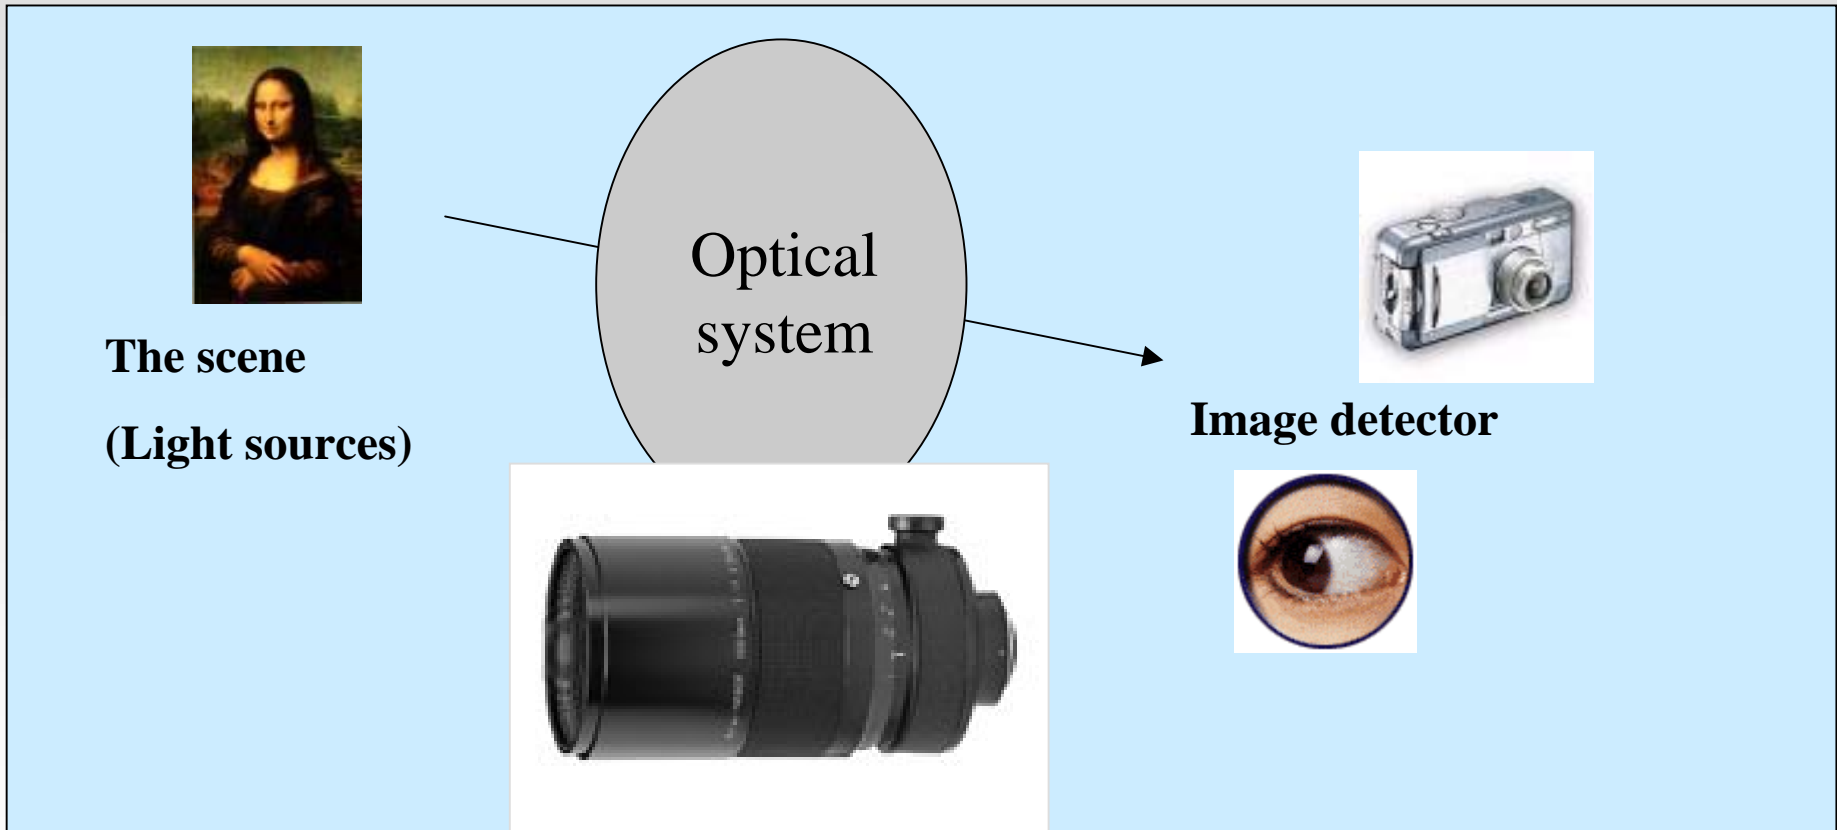 Optical
system
The scene
(Light sources)
Image detector